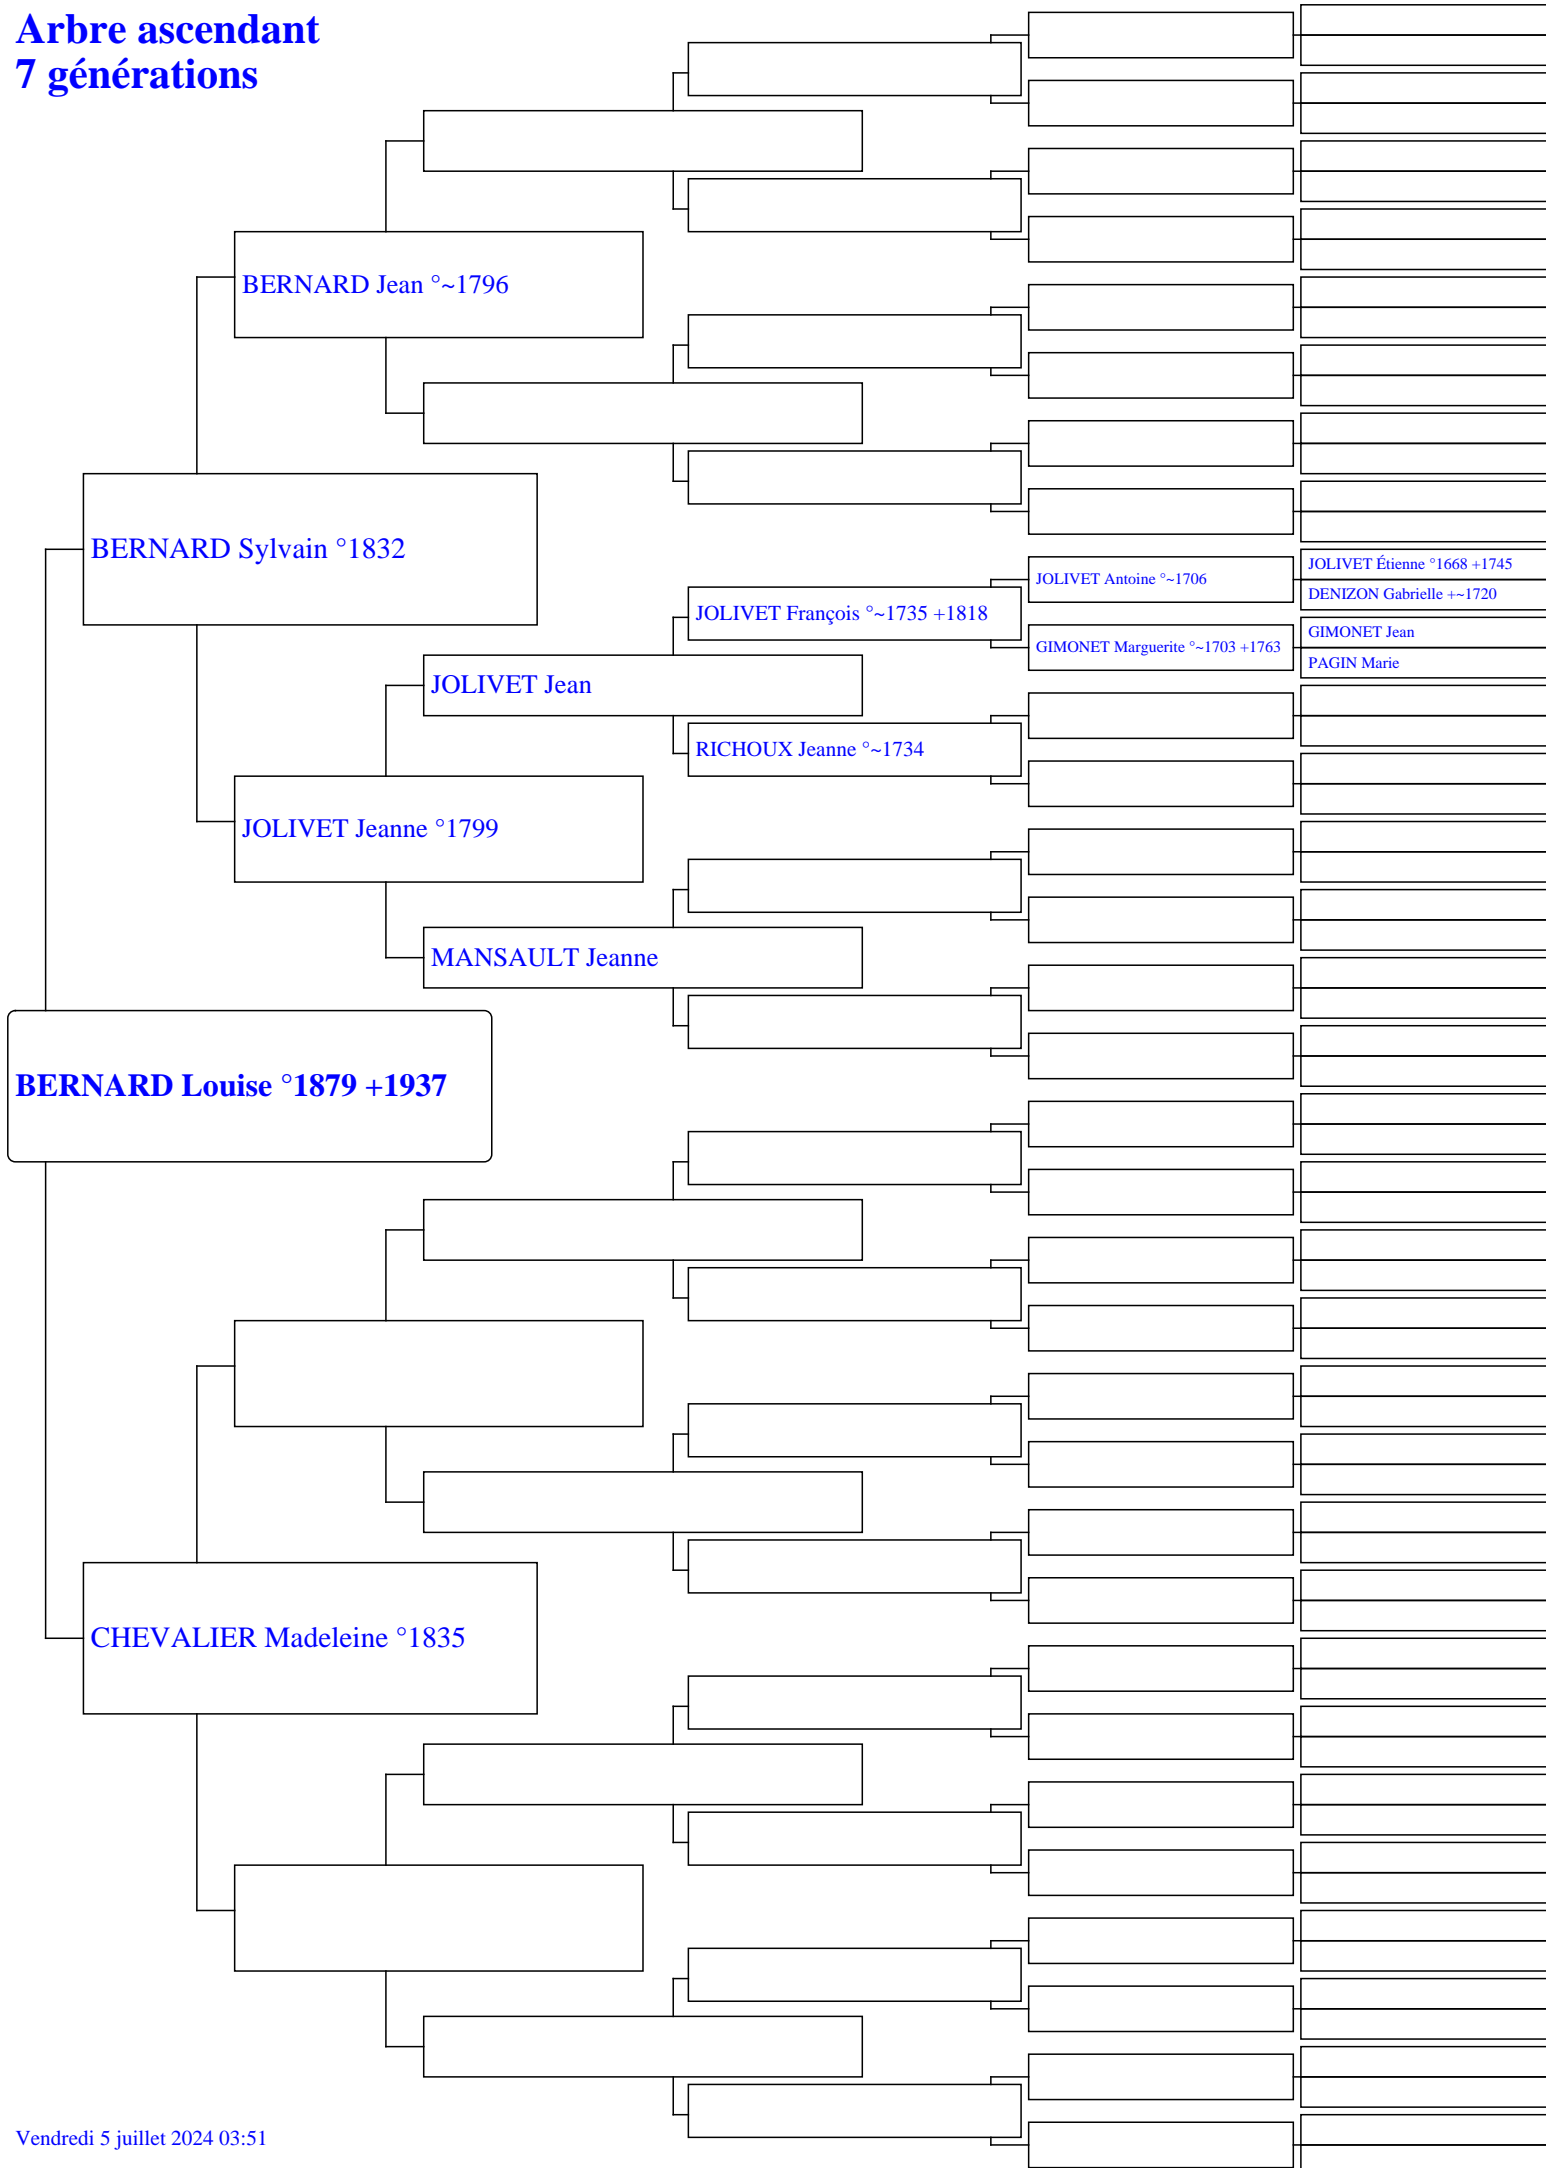 Arbre ascendant
7 générations
BERNARD Jean °~1796
BERNARD Sylvain °1832
JOLIVET Antoine °~1706
JOLIVET Étienne °1668 +1745
DENIZON Gabrielle +~1720
JOLIVET François °~1735 +1818
GIMONET Marguerite °~1703 +1763
GIMONET Jean
PAGIN Marie
JOLIVET Jean
RICHOUX Jeanne °~1734
JOLIVET Jeanne °1799
MANSAULT Jeanne
BERNARD Louise °1879 +1937
CHEVALIER Madeleine °1835
Vendredi 5 juillet 2024 03:51